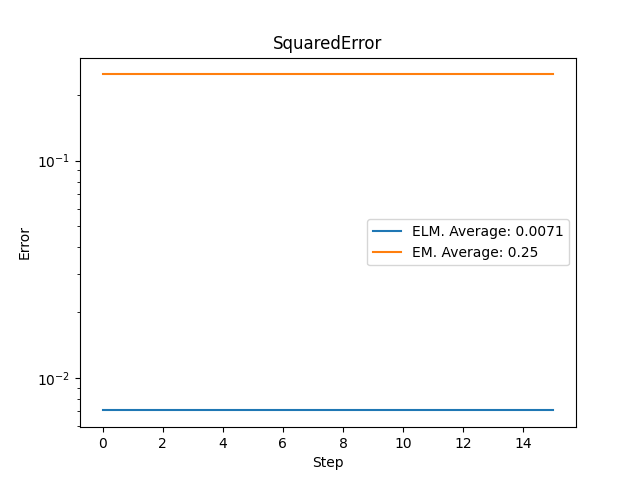 SquaredError
Error
10⁻¹
10⁻²
ELM. Average: 0.0071
EM. Average: 0.25
0 2 4 6 8 10 12 14
Step